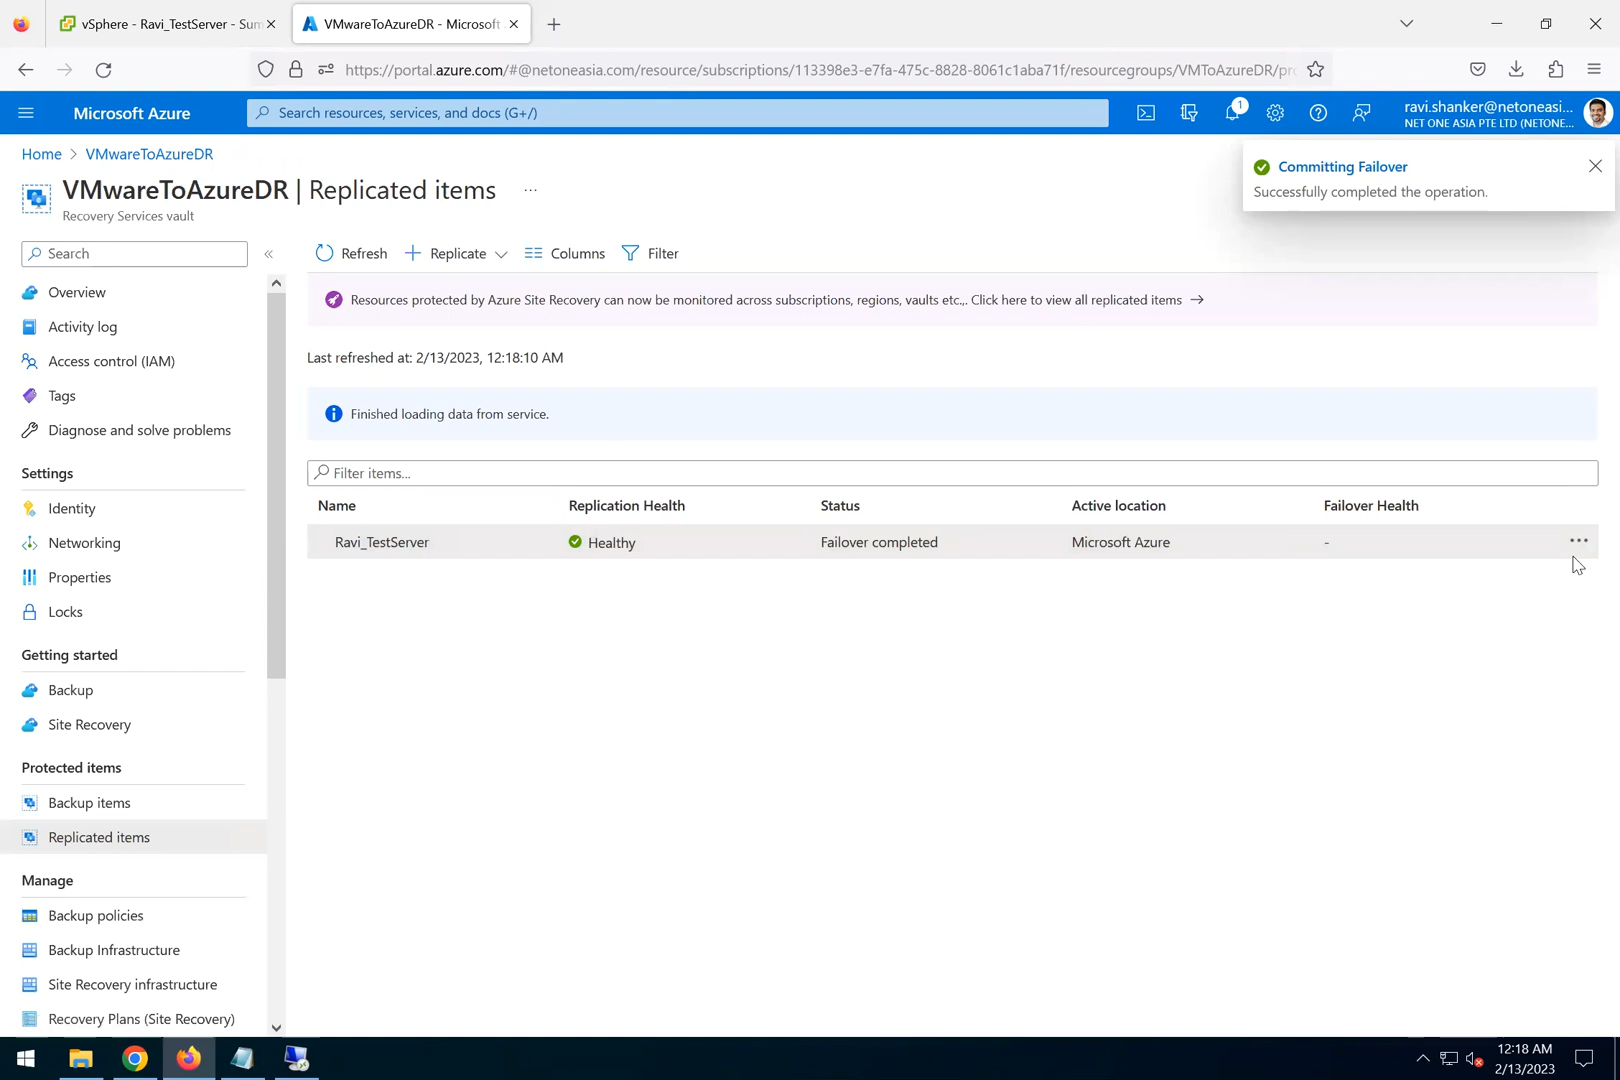 vSphere - Ravi_TestServer - Sum
VMwareToAzureDR - Microsoft
https://portal.azure.com/#@netoneasia.com/resource/subscriptions/113398e3-e7fa-475c-8828-8061c1aba71f/resourcegroups/VMToAzureDR/pro
Microsoft Azure
Search resources, services, and docs (G+/)
1
ravi.shanker@netoneasi...
NET ONE ASIA PTE LTD (NETONE...
Home > VMwareToAzureDR
VMwareToAzureDR | Replicated items ...
Recovery Services vault
Committing Failover
Successfully completed the operation.
Search
«
Refresh
Replicate
Columns
Filter
Resources protected by Azure Site Recovery can now be monitored across subscriptions, regions, vaults etc.,. Click here to view all replicated items →
Last refreshed at: 2/13/2023, 12:18:10 AM
Finished loading data from service.
Filter items...
Name Replication Health Status Active location Failover Health
Ravi_TestServer Healthy Failover completed Microsoft Azure - ...
Overview
Activity log
Access control (IAM)
Tags
Diagnose and solve problems
Settings
Identity
Networking
Properties
Locks
Getting started
Backup
Site Recovery
Protected items
Backup items
Replicated items
Manage
Backup policies
Backup Infrastructure
Site Recovery infrastructure
Recovery Plans (Site Recovery)
12:18 AM
2/13/2023